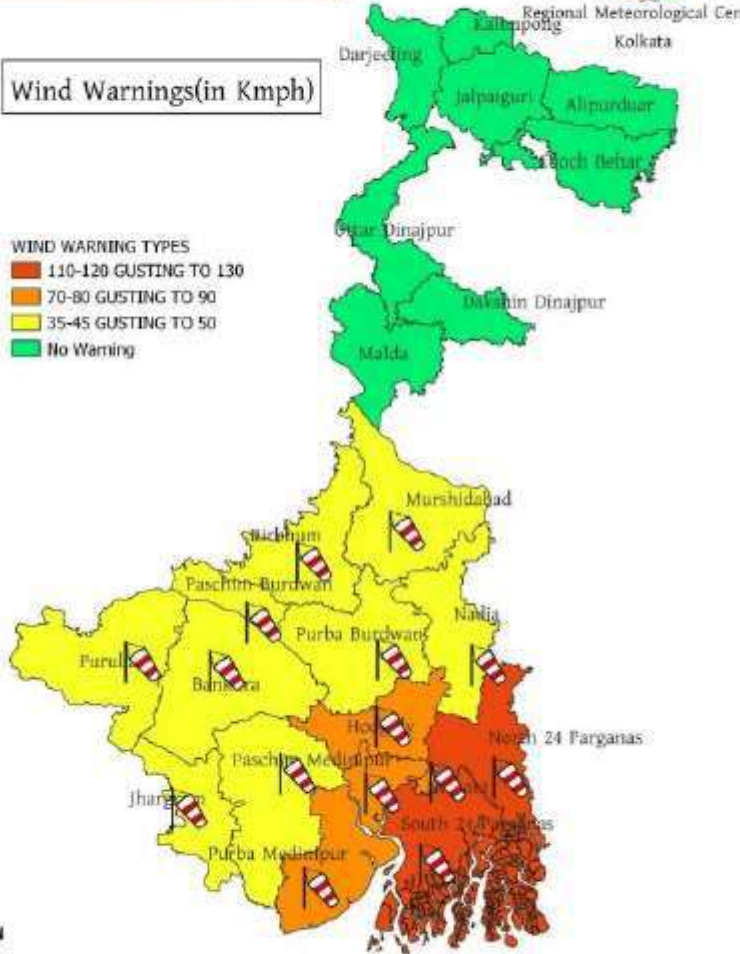 Regional Meteorological Cen
Kolkata
Wind Warnings(in Kmph)
Kalimpong
Darjeeling
Jalpaiguri
Alipurduar
Cooch Behar
Uttar Dinajpur
Dakshin Dinajpur
Malda
WIND WARNING TYPES
110-120 GUSTING TO 130
70-80 GUSTING TO 90
35-45 GUSTING TO 50
No Warning
Murshidabad
Birbhum
Paschim Burdwan
Nadia
Purba Burdwan
Purulia
Bankura
Hooghly
North 24 Parganas
Paschim Medinipur
Jhargram
South 24 Parganas
Purba Medinipur